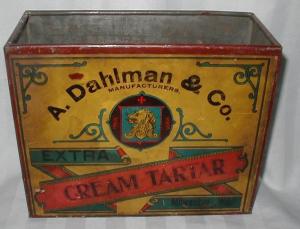 A. Dahlman & Co.
MANUFACTURERS.
EXTRA
CREAM TARTAR